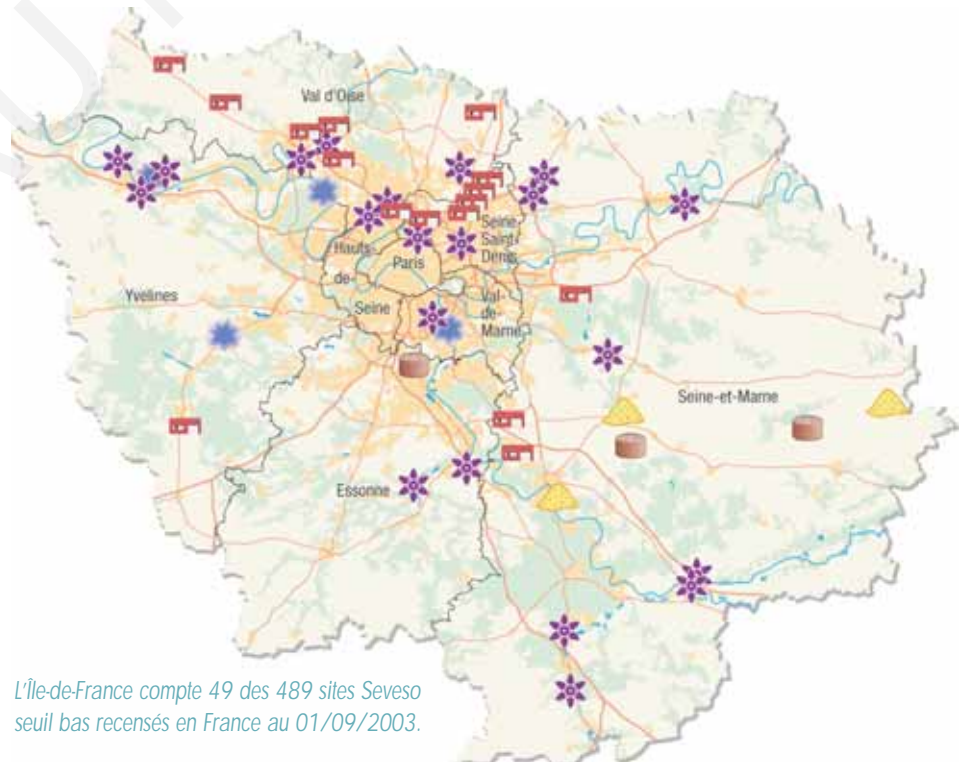 Val d'Oise
Hauts-
de-
Seine
Paris
Seine-
Saint-
Denis
Yvelines
Val-
de-
Marne
Seine-et-Marne
Essonne
L'Île-de-France compte 49 des 489 sites Seveso
seuil bas recensés en France au 01/09/2003.